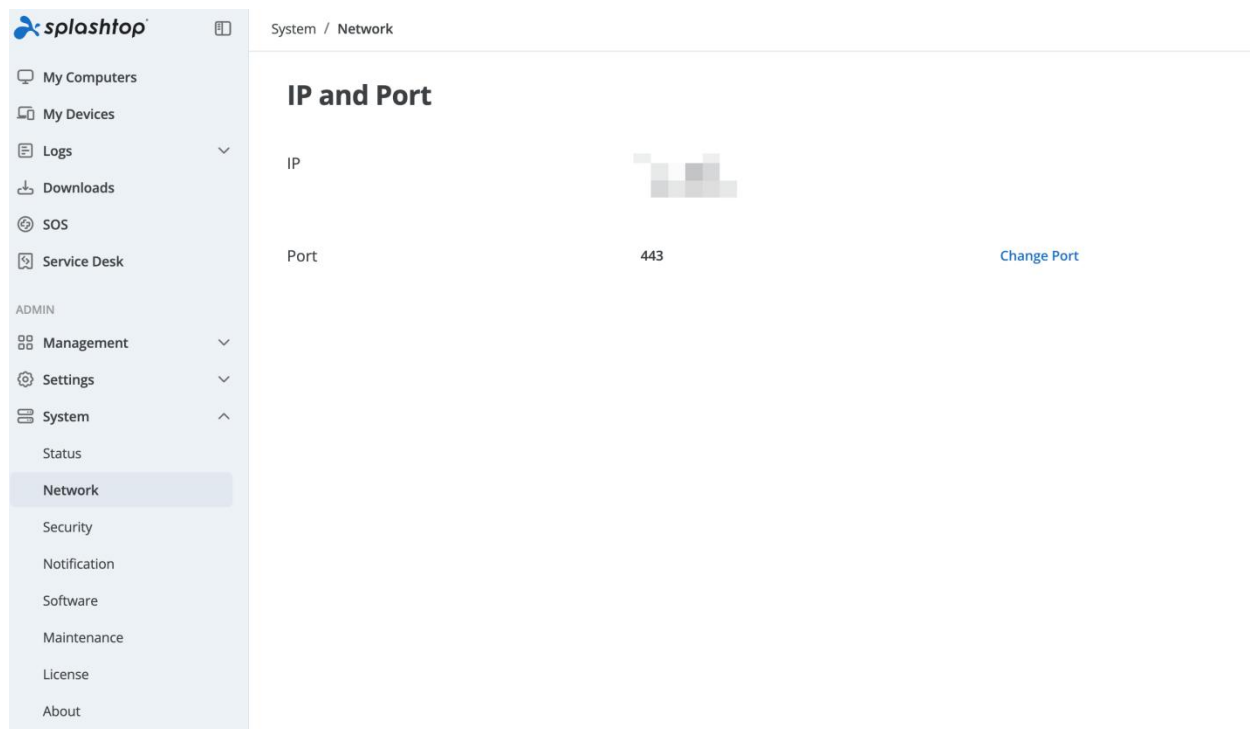 splashtop
My Computers
My Devices
Logs
Downloads
SOS
Service Desk
ADMIN
Management
Settings
System
Status
Network
Security
Notification
Software
Maintenance
License
About
System / Network
IP and Port
IP
Port 443 Change Port